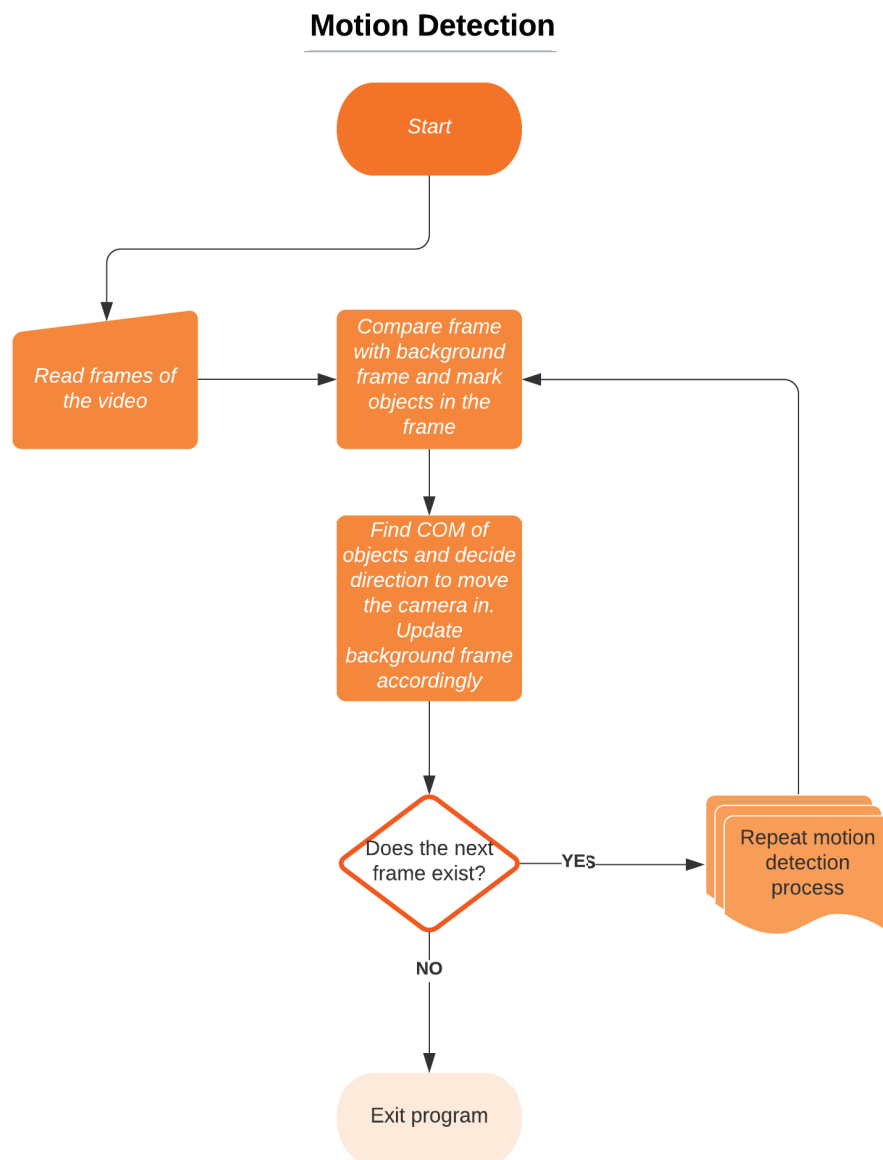 Motion Detection
Start
Read frames of
the video
Compare frame
with background
frame and mark
objects in the
frame
Find COM of
objects and decide
direction to move
the camera in.
Update
background frame
accordingly
Does the next
frame exist?
YES
Repeat motion
detection
process
NO
Exit program